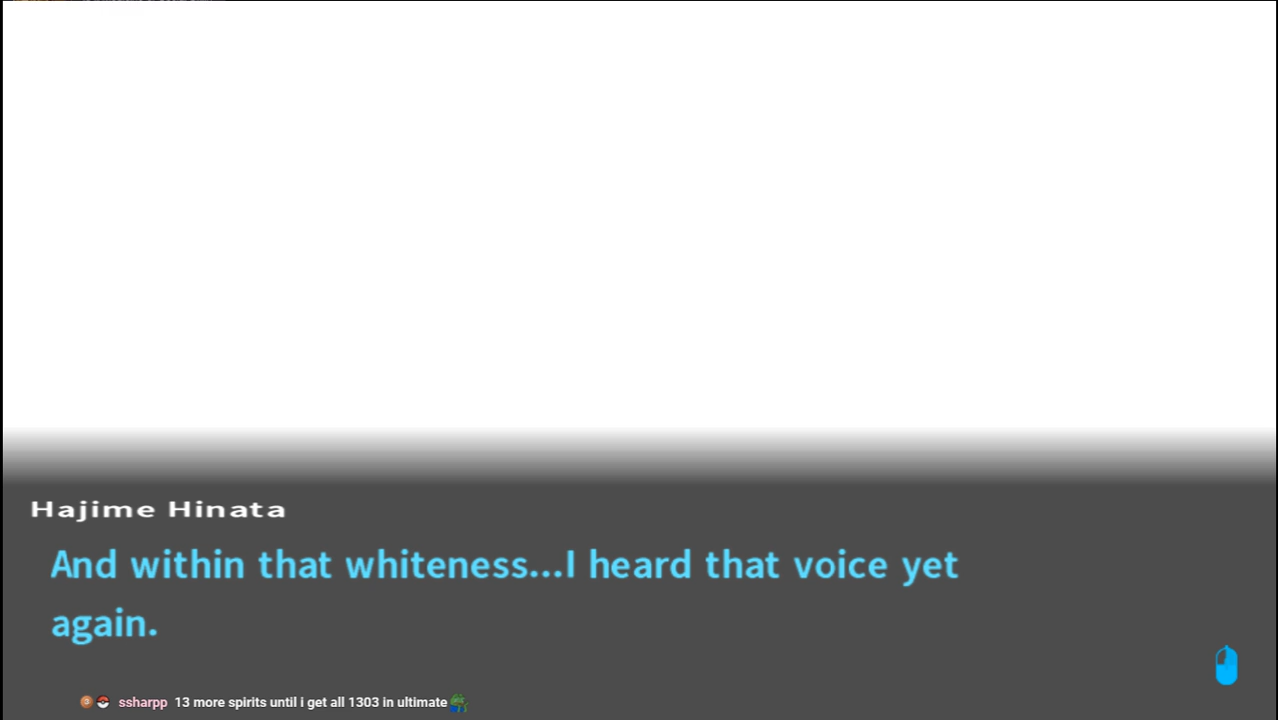 Hajime Hinata
And within that whiteness...I heard that voice yet
again.
ssharpp 13 more spirits until i get all 1303 in ultimate